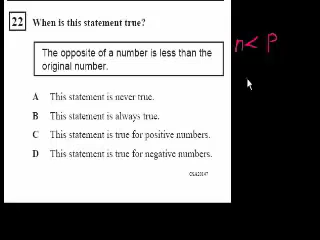 22 When is this statement true?
The opposite of a number is less than the
original number.
A This statement is never true.
B This statement is always true.
C This statement is true for positive numbers.
D This statement is true for negative numbers.
n < P